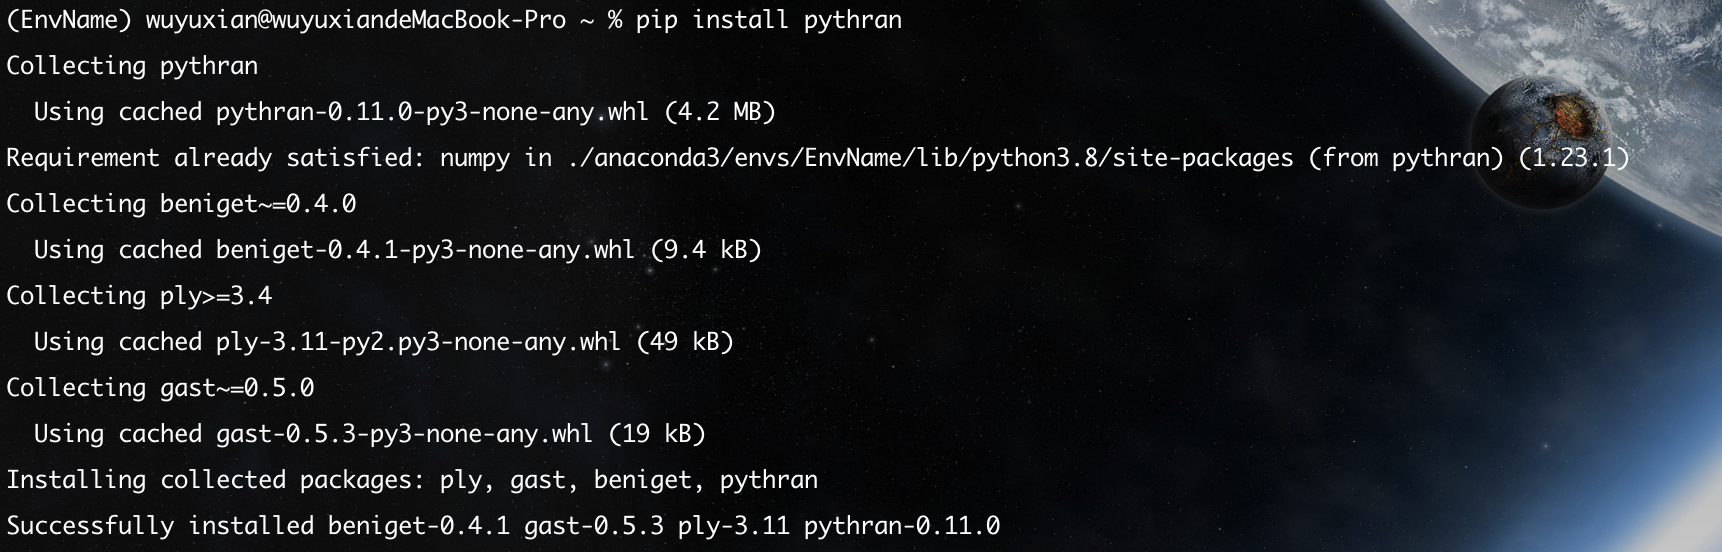 (EnvName) wuyuxian@wuyuxiandeMacBook-Pro ~ % pip install pythran
Collecting pythran
  Using cached pythran-0.11.0-py3-none-any.whl (4.2 MB)
Requirement already satisfied: numpy in ./anaconda3/envs/EnvName/lib/python3.8/site-packages (from pythran) (1.23.1)
Collecting beniget~=0.4.0
  Using cached beniget-0.4.1-py3-none-any.whl (9.4 kB)
Collecting ply>=3.4
  Using cached ply-3.11-py2.py3-none-any.whl (49 kB)
Collecting gast~=0.5.0
  Using cached gast-0.5.3-py3-none-any.whl (19 kB)
Installing collected packages: ply, gast, beniget, pythran
Successfully installed beniget-0.4.1 gast-0.5.3 ply-3.11 pythran-0.11.0